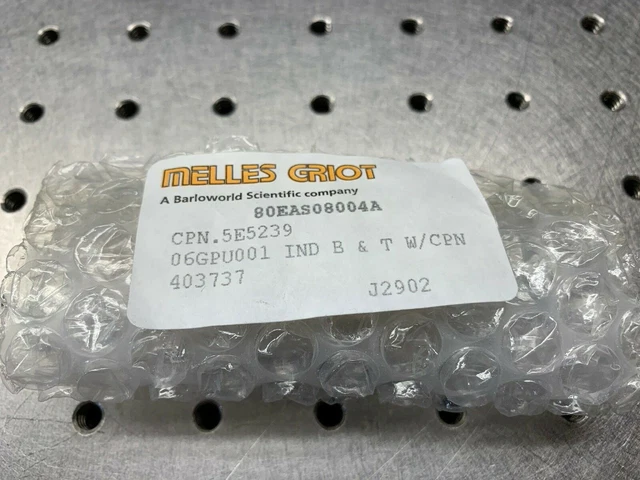 MELLES GRIOT
A Barloworld Scientific company
80EAS08004A
CPN.5E5239
06GPU001 IND B & T W/CPN
403737 J2902